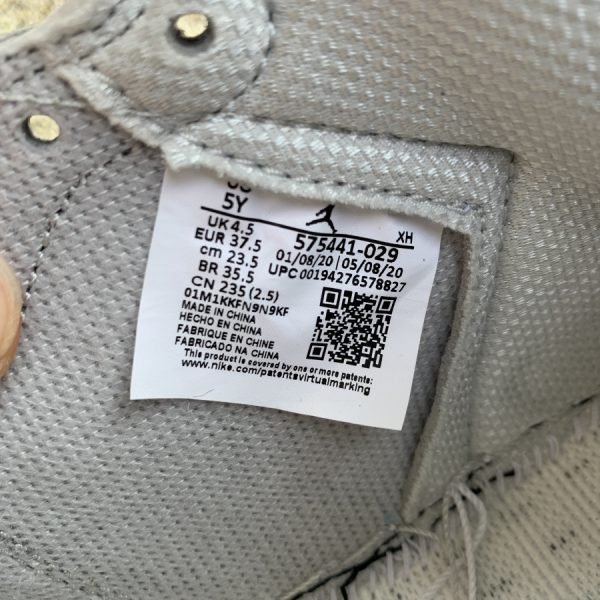 5Y
UK 4.5
EUR 37.5
cm 23.5
BR 35.5
CN 235 (2.5)
XH
575441-029
01/08/20 | 05/08/20
UPC 00194276578827
01M1KKFN9N9KF
MADE IN CHINA
HECHO EN CHINA
FABRIQUE EN CHINE
FABRICADO NA CHINA
This product is covered by one or more patents:
www.nike.com/patentsvirtualmarking